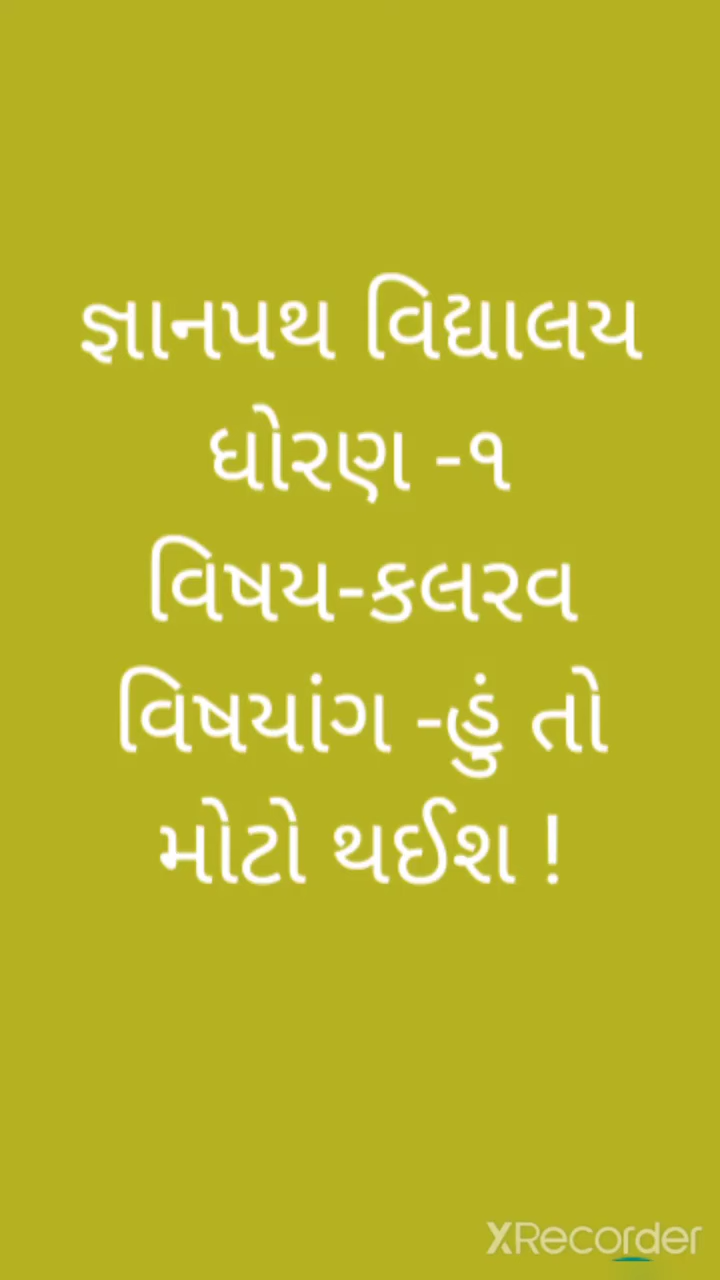 જ્ઞાનપથ વિદ્યાલય
ધોરણ -૧
વિષય-કલરવ
વિષયાંગ -હું તો
મોટો થઈશ !
XRecorder